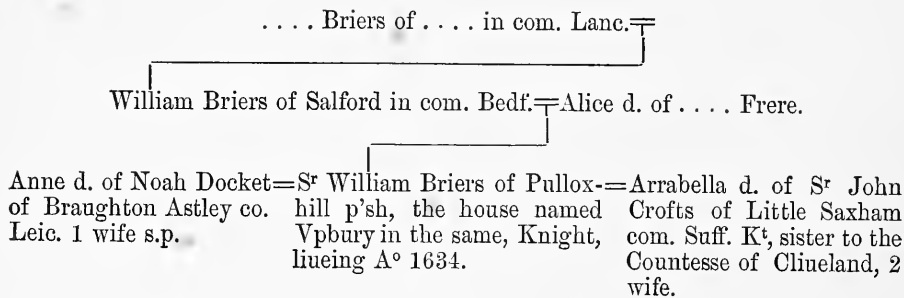 . . . . Briers of . . . . in com. Lanc.
William Briers of Salford in com. Bedf.=Alice d. of . . . . Frere.
Anne d. of Noah Docket=
of Braughton Astley co.
Leic. 1 wife s.p.
Sʳ William Briers of Pullox-=
hill p'sh, the house named
Vpbury in the same, Knight,
liueing Aº 1634.
Arrabella d. of Sʳ John
Crofts of Little Saxham
com. Suff. Kᵗ, sister to the
Countesse of Cliueland, 2
wife.